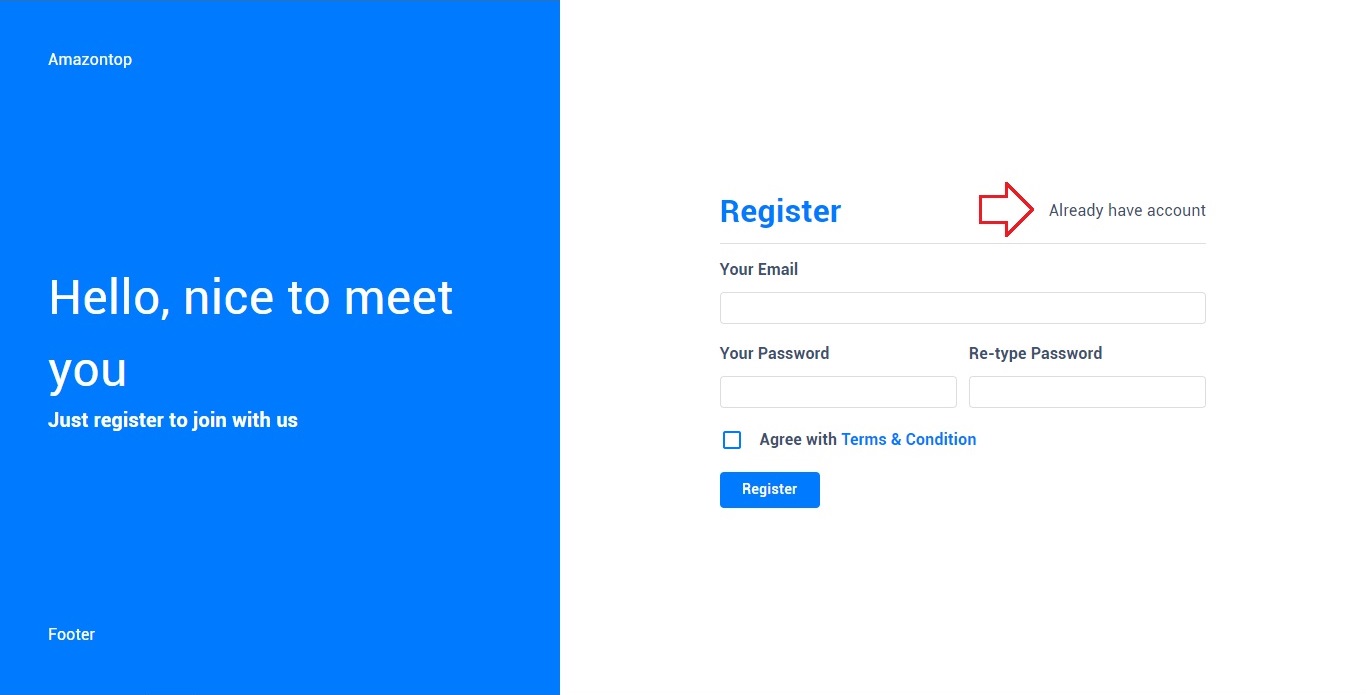 Amazontop
Hello, nice to meet
you
Just register to join with us
Footer
Register
Already have account
Your Email
Your Password
Re-type Password
Agree with Terms & Condition
Register